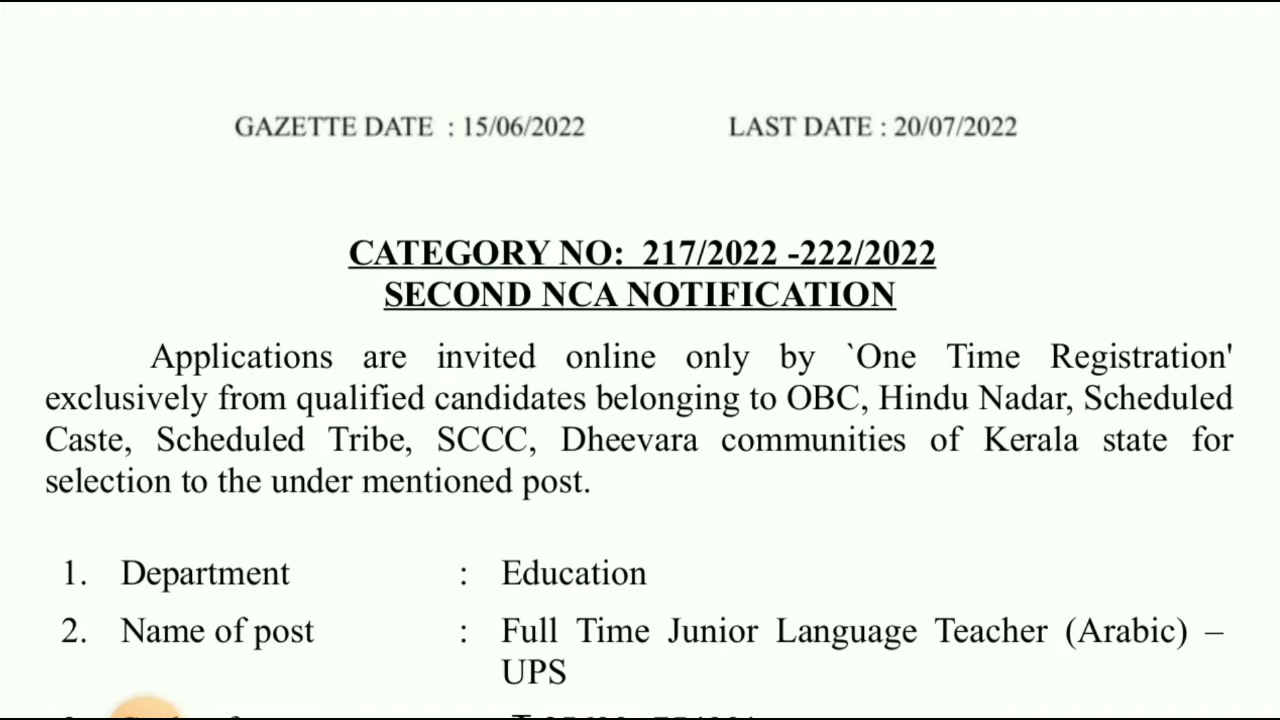 GAZETTE DATE : 15/06/2022 LAST DATE : 20/07/2022
CATEGORY NO: 217/2022 -222/2022
SECOND NCA NOTIFICATION
Applications are invited online only by `One Time Registration'
exclusively from qualified candidates belonging to OBC, Hindu Nadar, Scheduled
Caste, Scheduled Tribe, SCCC, Dheevara communities of Kerala state for
selection to the under mentioned post.
1. Department : Education
2. Name of post : Full Time Junior Language Teacher (Arabic) –
UPS